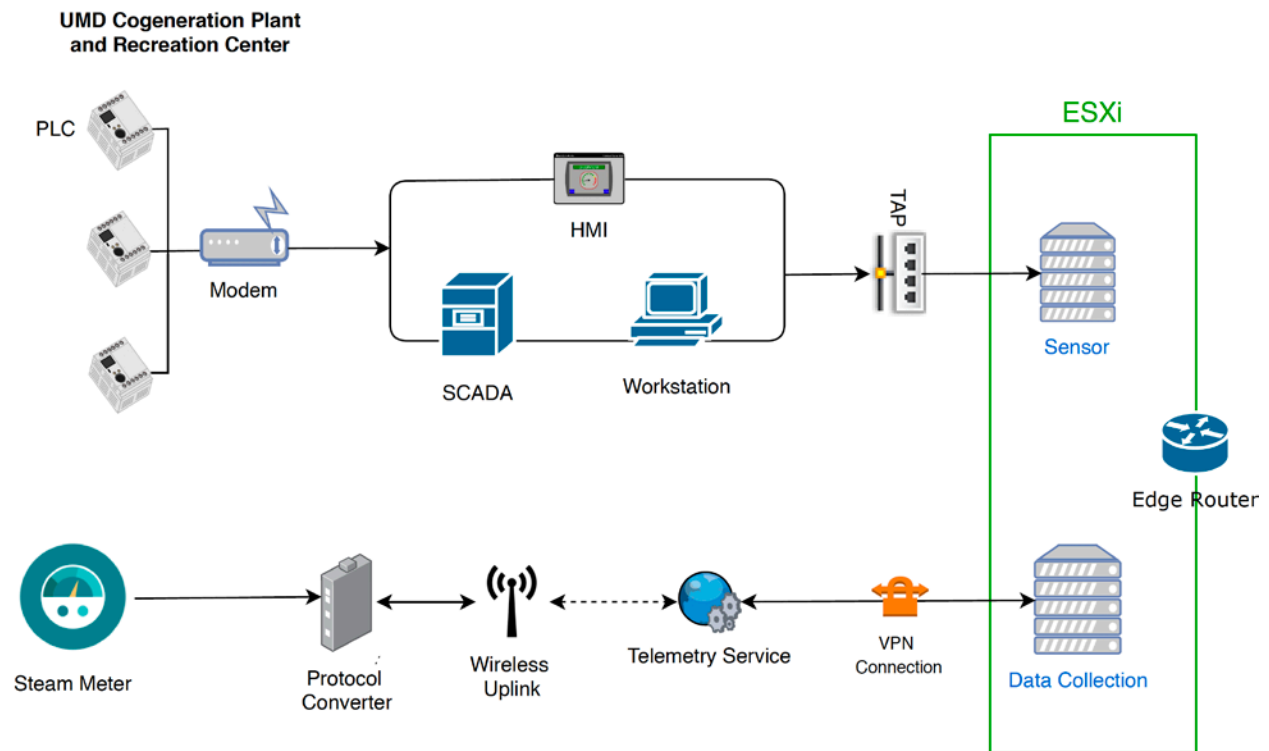 UMD Cogeneration Plant
and Recreation Center
PLC
Modem
HMI
SCADA
Workstation
TAP
ESXi
Sensor
Edge Router
Steam Meter
Protocol
Converter
Wireless
Uplink
Telemetry Service
VPN
Connection
Data Collection